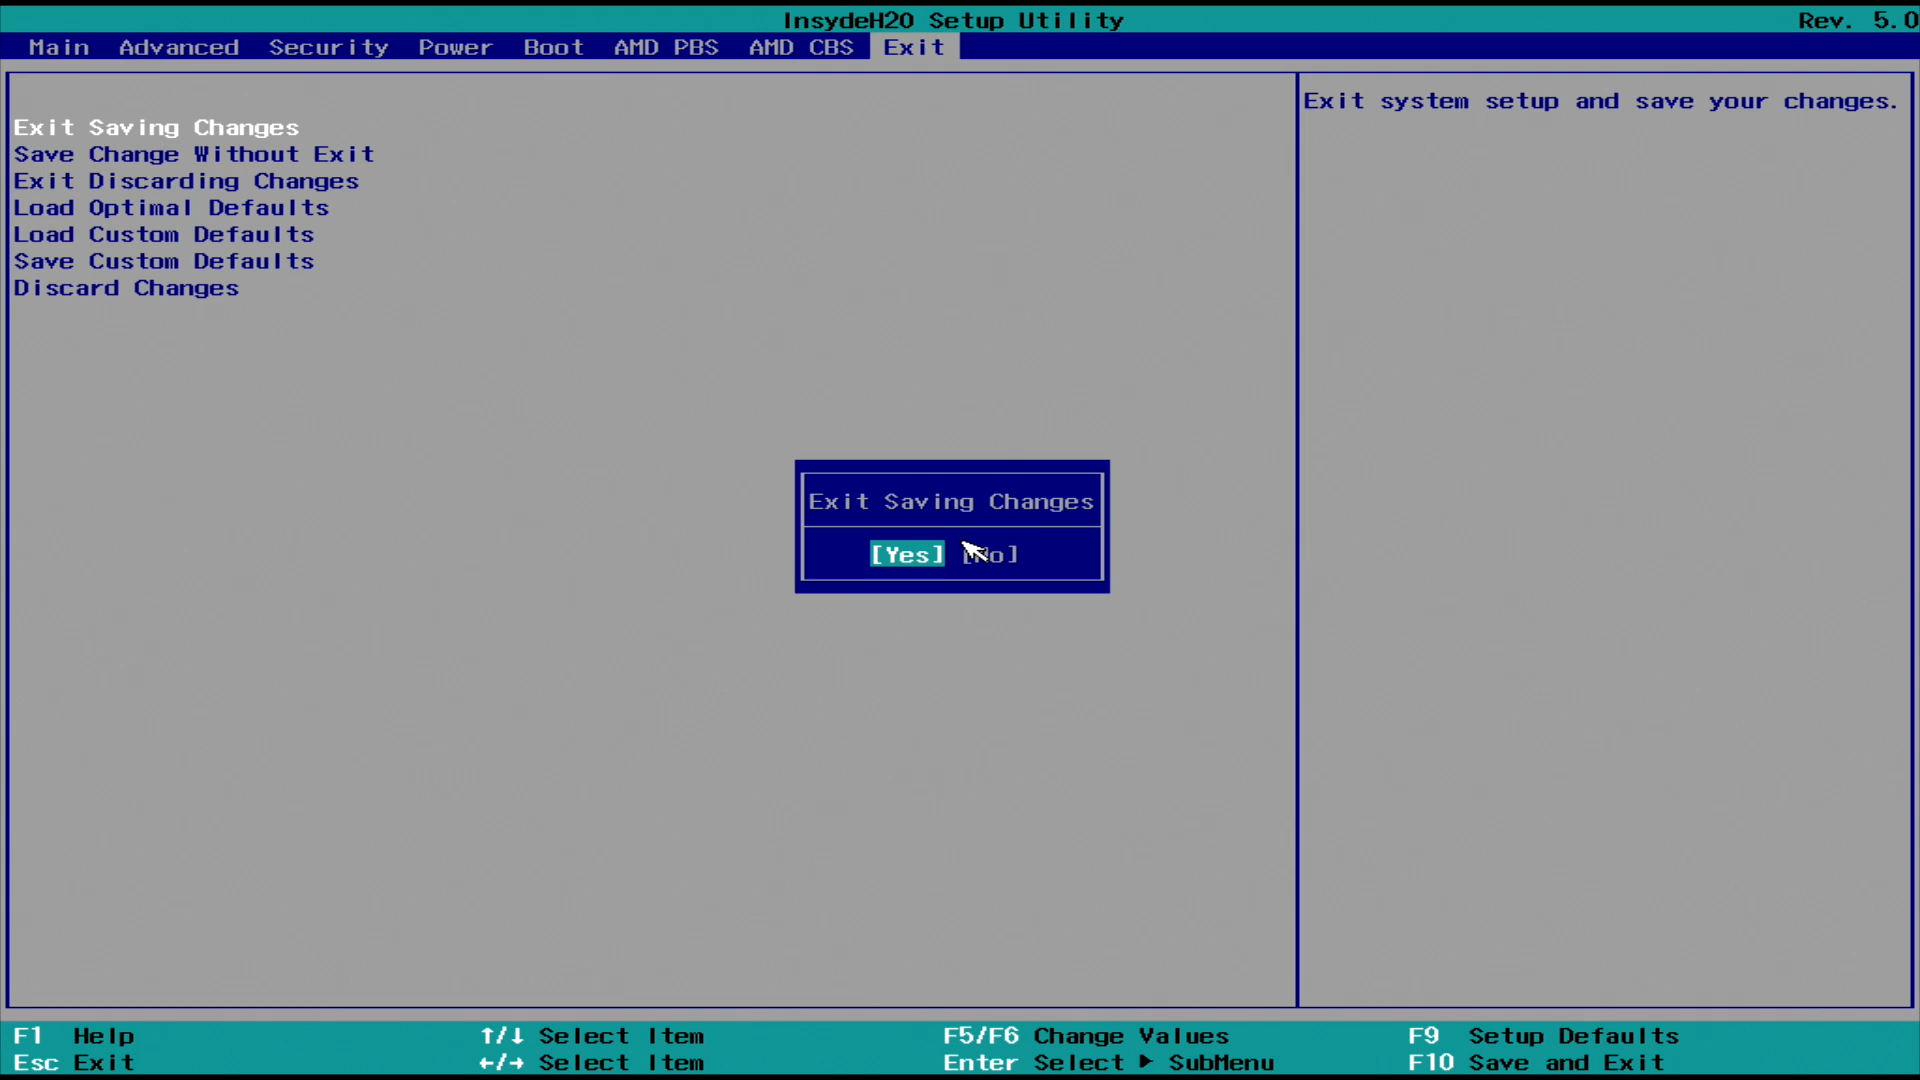 InsydeH20 Setup Utility Rev. 5.0
Main Advanced Security Power Boot AMD PBS AMD CBS Exit
Exit system setup and save your changes.
Exit Saving Changes
Save Change Without Exit
Exit Discarding Changes
Load Optimal Defaults
Load Custom Defaults
Save Custom Defaults
Discard Changes
Exit Saving Changes
[Yes] [No]
F1 Help ↑/↓ Select Item F5/F6 Change Values F9 Setup Defaults
Esc Exit ←/→ Select Item Enter Select ▶ SubMenu F10 Save and Exit